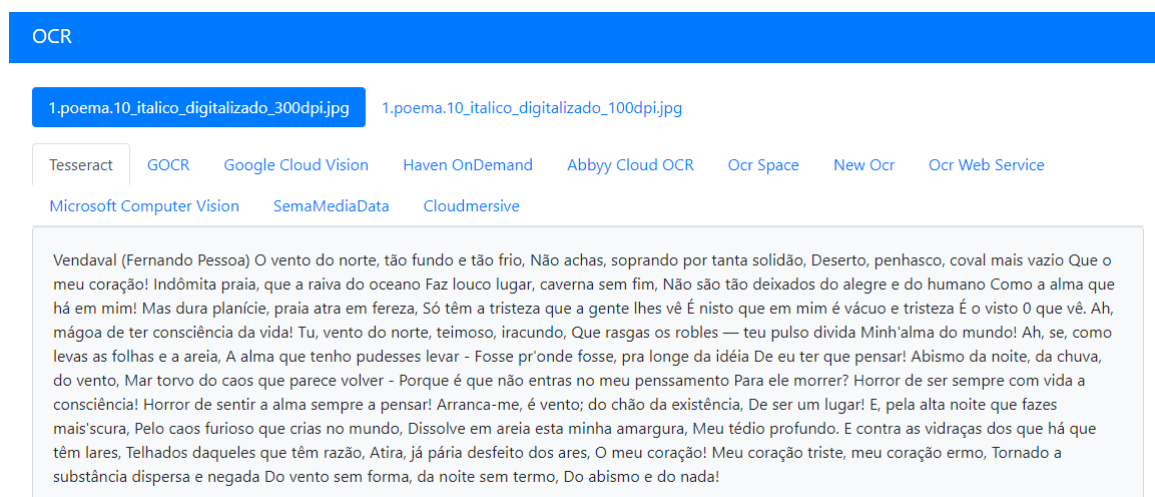 OCR
1.poema.10_italico_digitalizado_300dpi.jpg 1.poema.10_italico_digitalizado_100dpi.jpg
Tesseract GOCR Google Cloud Vision Haven OnDemand Abbyy Cloud OCR Ocr Space New Ocr Ocr Web Service
Microsoft Computer Vision SemaMediaData Cloudmersive
Vendaval (Fernando Pessoa) O vento do norte, tão fundo e tão frio, Não achas, soprando por tanta solidão, Deserto, penhasco, coval mais vazio Que o
meu coração! Indômita praia, que a raiva do oceano Faz louco lugar, caverna sem fim, Não são tão deixados do alegre e do humano Como a alma que
há em mim! Mas dura planície, praia atra em fereza, Só têm a tristeza que a gente lhes vê É nisto que em mim é vácuo e tristeza É o visto 0 que vê. Ah,
mágoa de ter consciência da vida! Tu, vento do norte, teimoso, iracundo, Que rasgas os robles — teu pulso divida Minh'alma do mundo! Ah, se, como
levas as folhas e a areia, A alma que tenho pudesses levar - Fosse pr'onde fosse, pra longe da idéia De eu ter que pensar! Abismo da noite, da chuva,
do vento, Mar torvo do caos que parece volver - Porque é que não entras no meu penssamento Para ele morrer? Horror de ser sempre com vida a
consciência! Horror de sentir a alma sempre a pensar! Arranca-me, é vento; do chão da existência, De ser um lugar! E, pela alta noite que fazes
mais'scura, Pelo caos furioso que crias no mundo, Dissolve em areia esta minha amargura, Meu tédio profundo. E contra as vidraças dos que há que
têm lares, Telhados daqueles que têm razão, Atira, já pária desfeito dos ares, O meu coração! Meu coração triste, meu coração ermo, Tornado a
substância dispersa e negada Do vento sem forma, da noite sem termo, Do abismo e do nada!